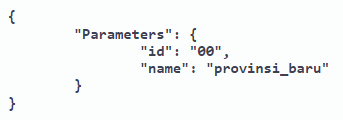 {
"Parameters": {
"id": "00",
"name": "provinsi_baru"
}
}